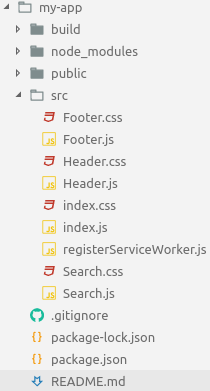 my-app
build
node_modules
public
src
Footer.css
Footer.js
Header.css
Header.js
index.css
index.js
registerServiceWorker.js
Search.css
Search.js
.gitignore
package-lock.json
package.json
README.md